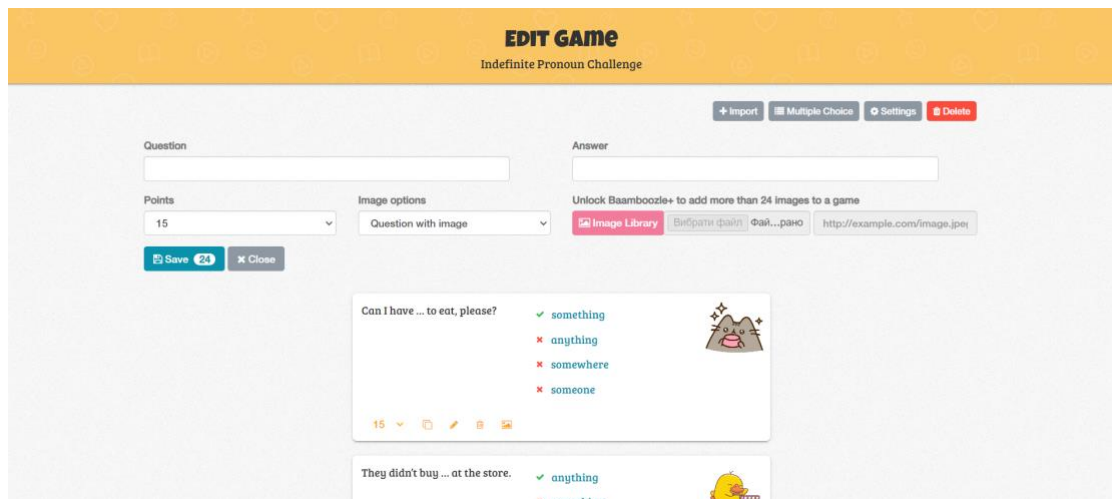 EDIT GAME
Indefinite Pronoun Challenge
Import
Multiple Choice
Settings
Delete
Question
Answer
Points
Image options
Unlock Baamboozle+ to add more than 24 images to a game
15
Question with image
Image Library
Вибрати файл
Фай...рано
http://example.com/image.jpe
Save 24
Close
Can I have ... to eat, please?
something
anything
somewhere
someone
15
They didn't buy ... at the store.
anything